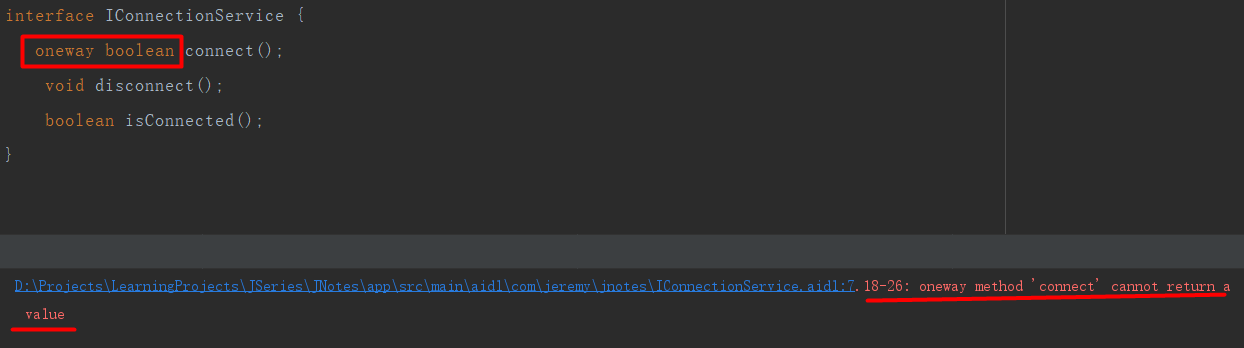 interface IConnectionService {
oneway boolean connect();
void disconnect();
boolean isConnected();
}
D:\Projects\LearningProjects\JSeries\JNotes\app\src\main\aidl\com\jeremy\jnotes\IConnectionService.aidl:7.18-26: oneway method 'connect' cannot return a
value